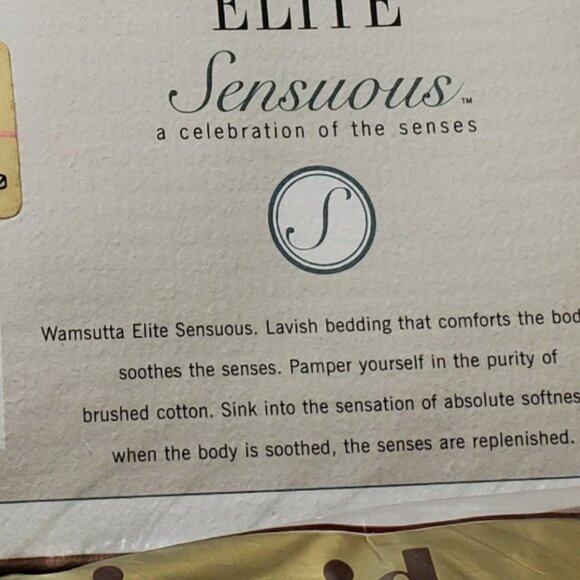 ELITE
Sensuous™
a celebration of the senses
S
Wamsutta Elite Sensuous. Lavish bedding that comforts the bod
soothes the senses. Pamper yourself in the purity of
brushed cotton. Sink into the sensation of absolute softnes
when the body is soothed, the senses are replenished.